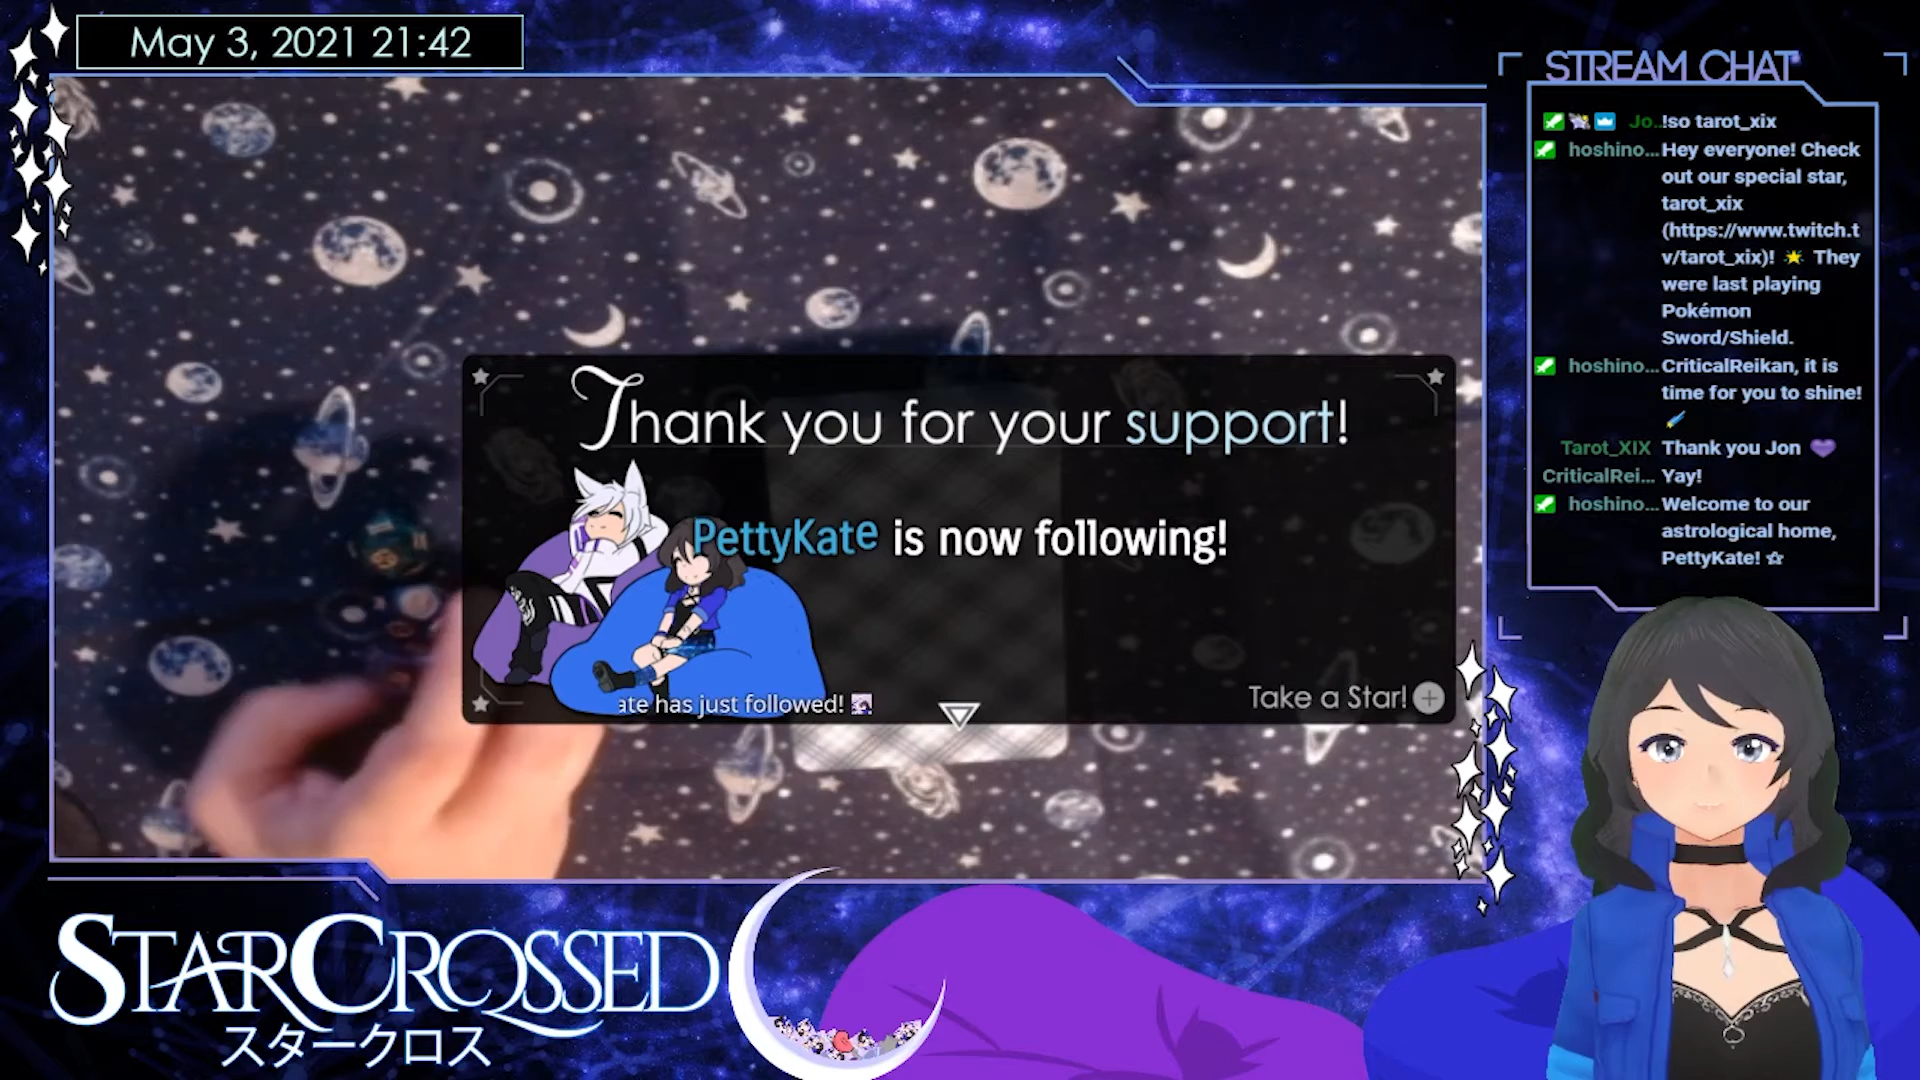 May 3, 2021 21:42
STREAM CHAT
Jo.. !so tarot_xix
hoshino... Hey everyone! Check
out our special star,
tarot_xix
(https://www.twitch.t
v/tarot_xix)! 🌟 They
were last playing
Pokémon
Sword/Shield.
hoshino... CriticalReikan, it is
time for you to shine!
Tarot_XIX Thank you Jon 💜
CriticalRei... Yay!
hoshino... Welcome to our
astrological home,
PettyKate! ☆
Thank you for your support!
PettyKate is now following!
ate has just followed!
Take a Star!
STARCROSSED
スタークロス